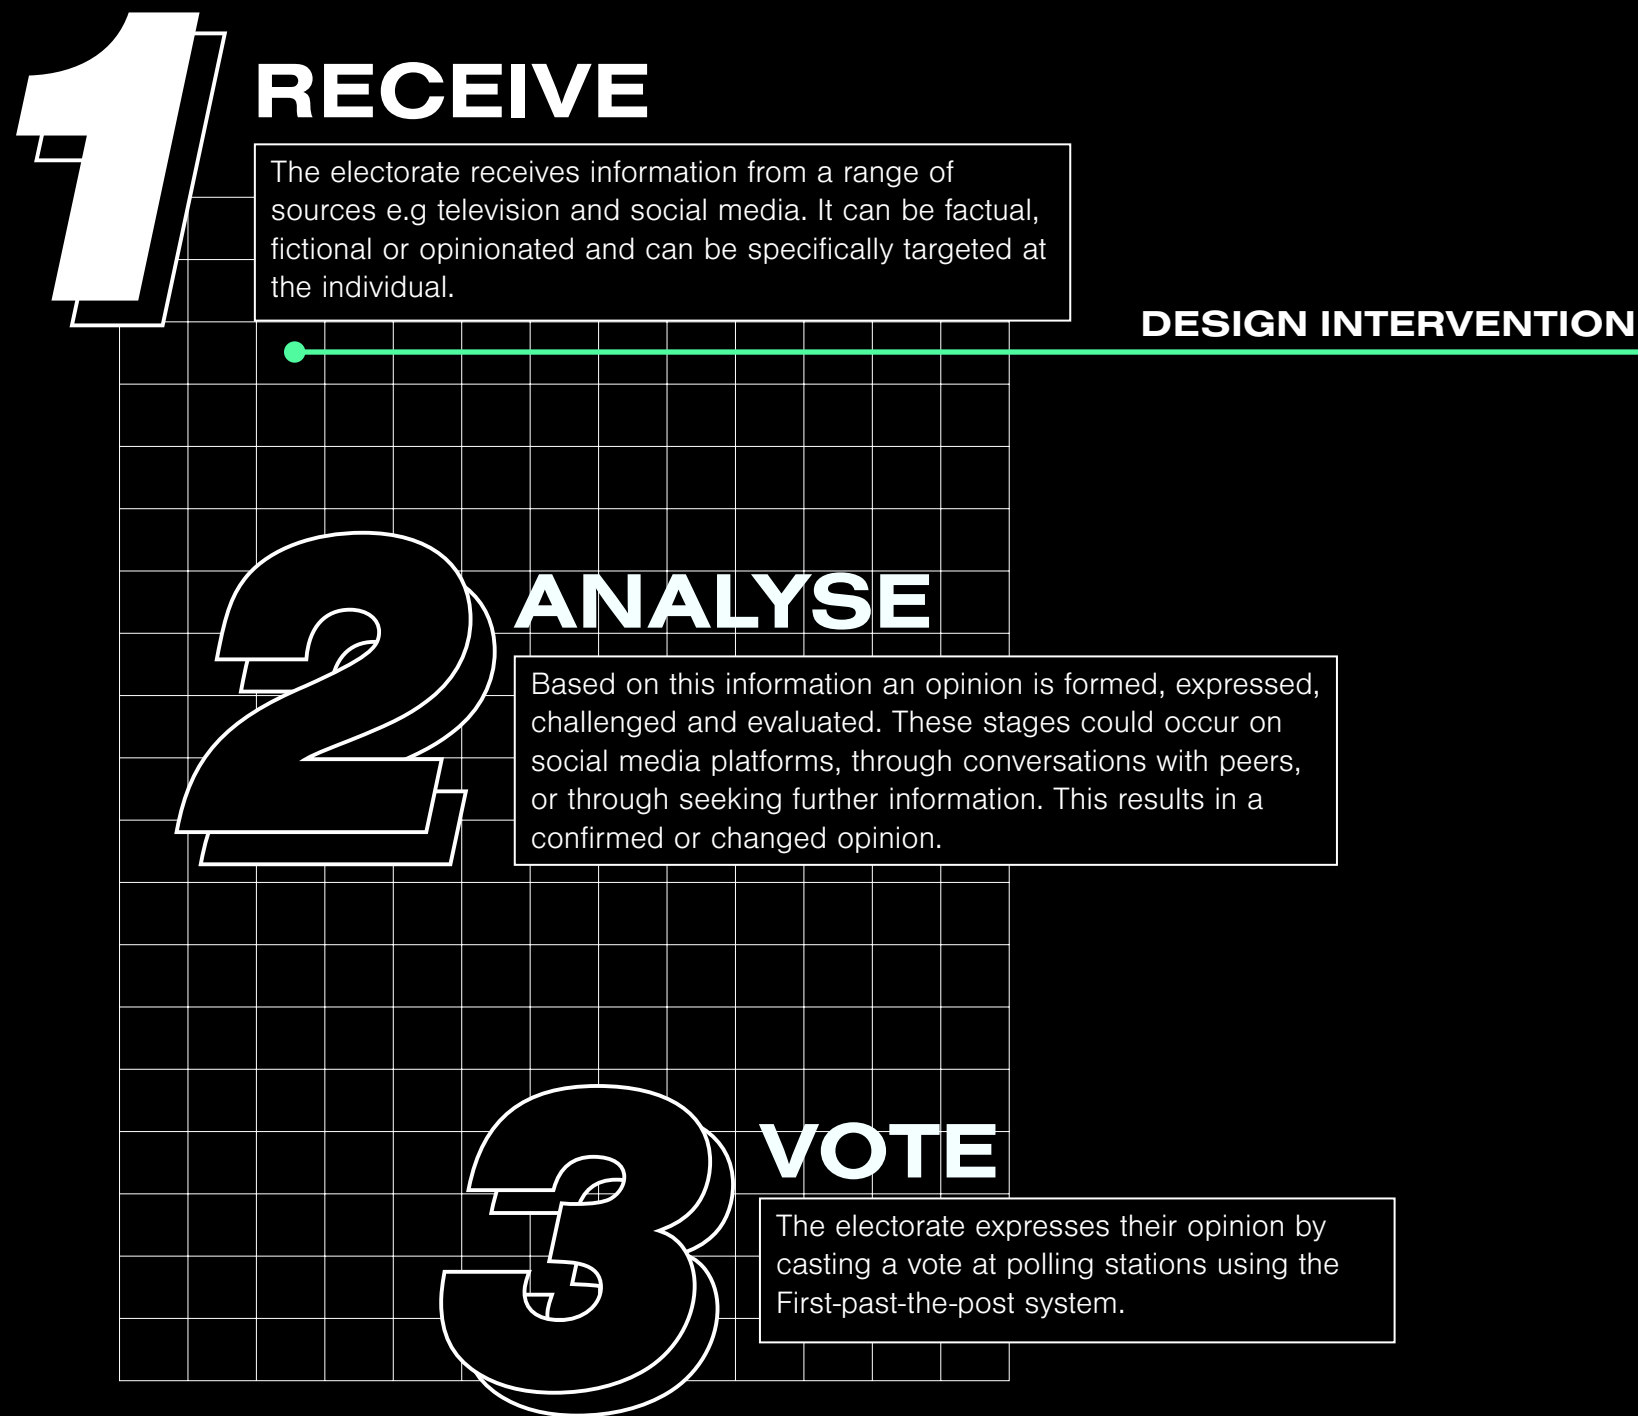 1
RECEIVE
The electorate receives information from a range of
sources e.g television and social media. It can be factual,
fictional or opinionated and can be specifically targeted at
the individual.
DESIGN INTERVENTION
2
ANALYSE
Based on this information an opinion is formed, expressed,
challenged and evaluated. These stages could occur on
social media platforms, through conversations with peers,
or through seeking further information. This results in a
confirmed or changed opinion.
3
VOTE
The electorate expresses their opinion by
casting a vote at polling stations using the
First-past-the-post system.